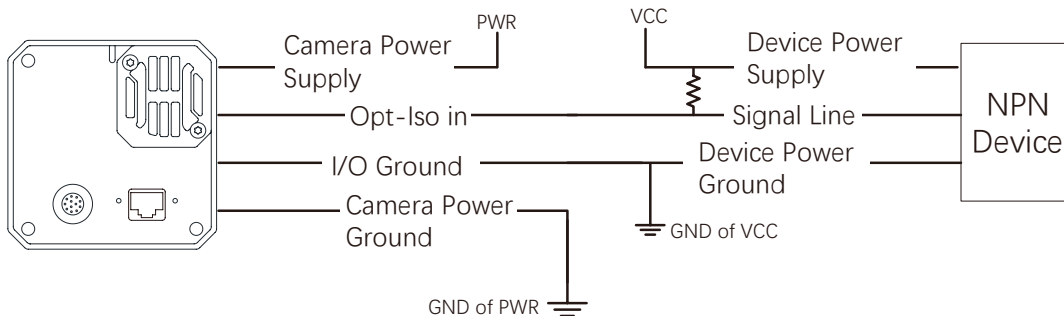 PWR
VCC
Camera Power
Supply
Device Power
Supply
Opt-Iso in
Signal Line
NPN
Device
I/O Ground
Device Power
Ground
Camera Power
Ground
GND of VCC
GND of PWR